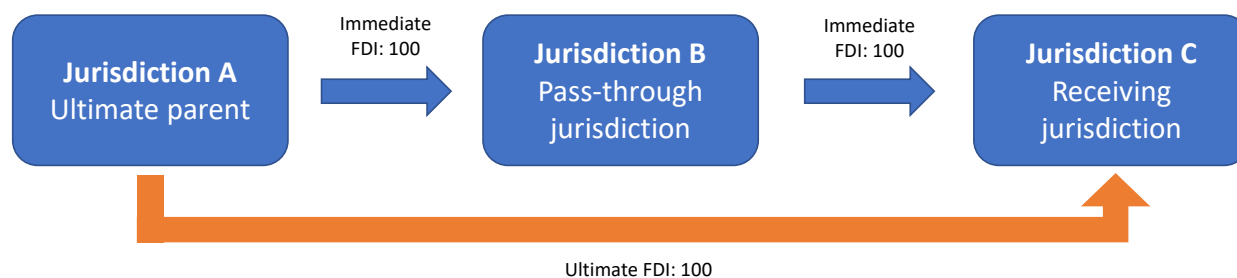 Jurisdiction A
Ultimate parent
Immediate
FDI: 100
Jurisdiction B
Pass-through
jurisdiction
Immediate
FDI: 100
Jurisdiction C
Receiving
jurisdiction
Ultimate FDI: 100